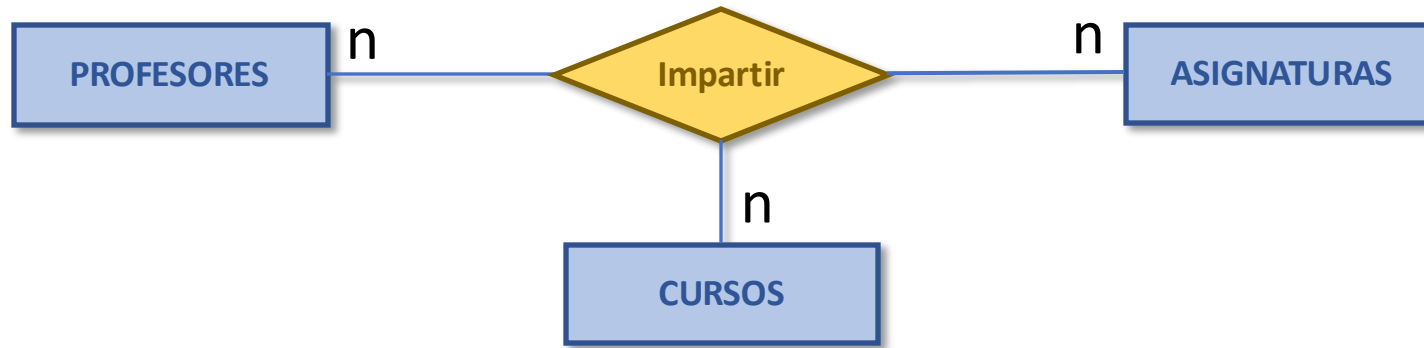 n
n
PROFESORES
Impartir
ASIGNATURAS
n
CURSOS